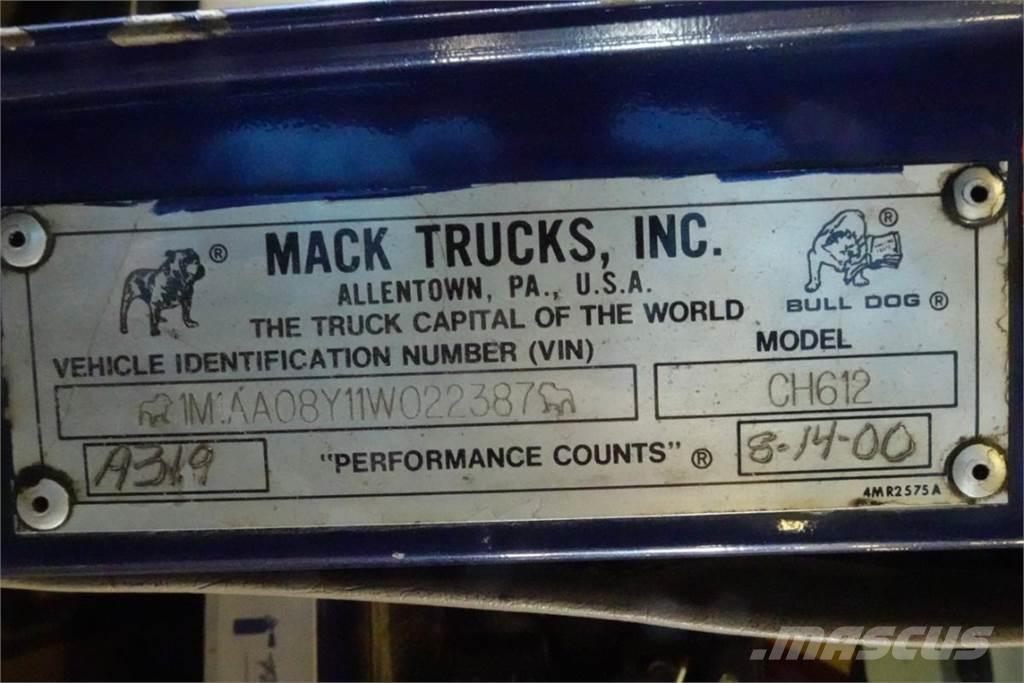 MACK TRUCKS, INC.
ALLENTOWN, PA., U.S.A.
THE TRUCK CAPITAL OF THE WORLD
BULL DOG ®
VEHICLE IDENTIFICATION NUMBER (VIN)
MODEL
1M1AA08Y11W022387
CH612
A319
"PERFORMANCE COUNTS" ®
8-14-00
4MR2575A
MASCUS